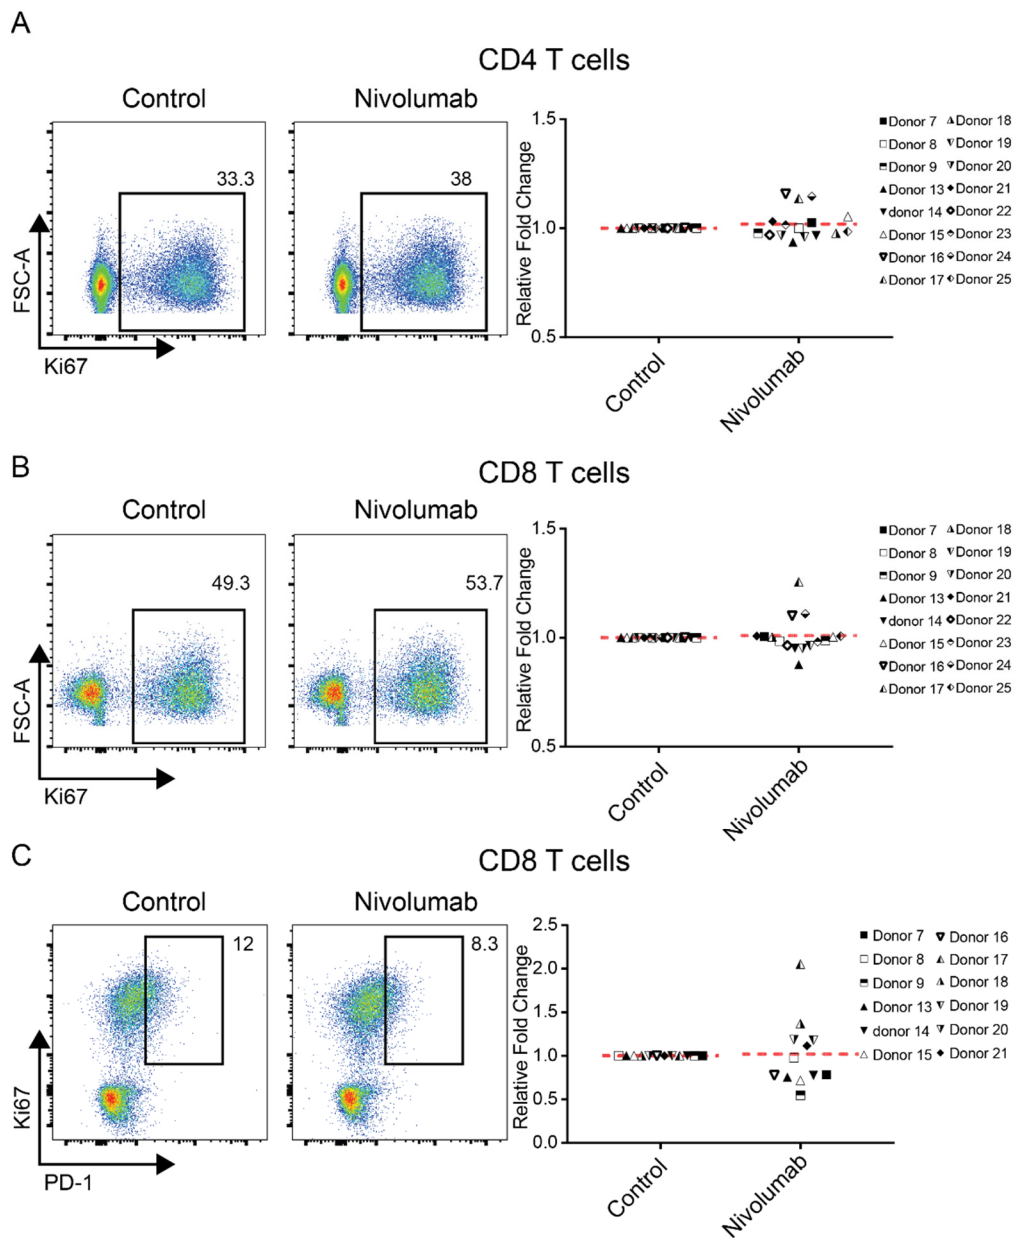 A
CD4 T cells
Control
Nivolumab
33.3
38
FSC-A
Ki67
Relative Fold Change
1.5
1.0
0.5
Control
Nivolumab
Donor 7 Donor 18
Donor 8 Donor 19
Donor 9 Donor 20
Donor 13 Donor 21
donor 14 Donor 22
Donor 15 Donor 23
Donor 16 Donor 24
Donor 17 Donor 25
B
CD8 T cells
Control
Nivolumab
49.3
53.7
FSC-A
Ki67
Relative Fold Change
1.5
1.0
0.5
Control
Nivolumab
Donor 7 Donor 18
Donor 8 Donor 19
Donor 9 Donor 20
Donor 13 Donor 21
donor 14 Donor 22
Donor 15 Donor 23
Donor 16 Donor 24
Donor 17 Donor 25
C
CD8 T cells
Control
Nivolumab
12
8.3
Ki67
PD-1
Relative Fold Change
2.5
2.0
1.5
1.0
0.5
0.0
Control
Nivolumab
Donor 7 Donor 16
Donor 8 Donor 17
Donor 9 Donor 18
Donor 13 Donor 19
donor 14 Donor 20
Donor 15 Donor 21